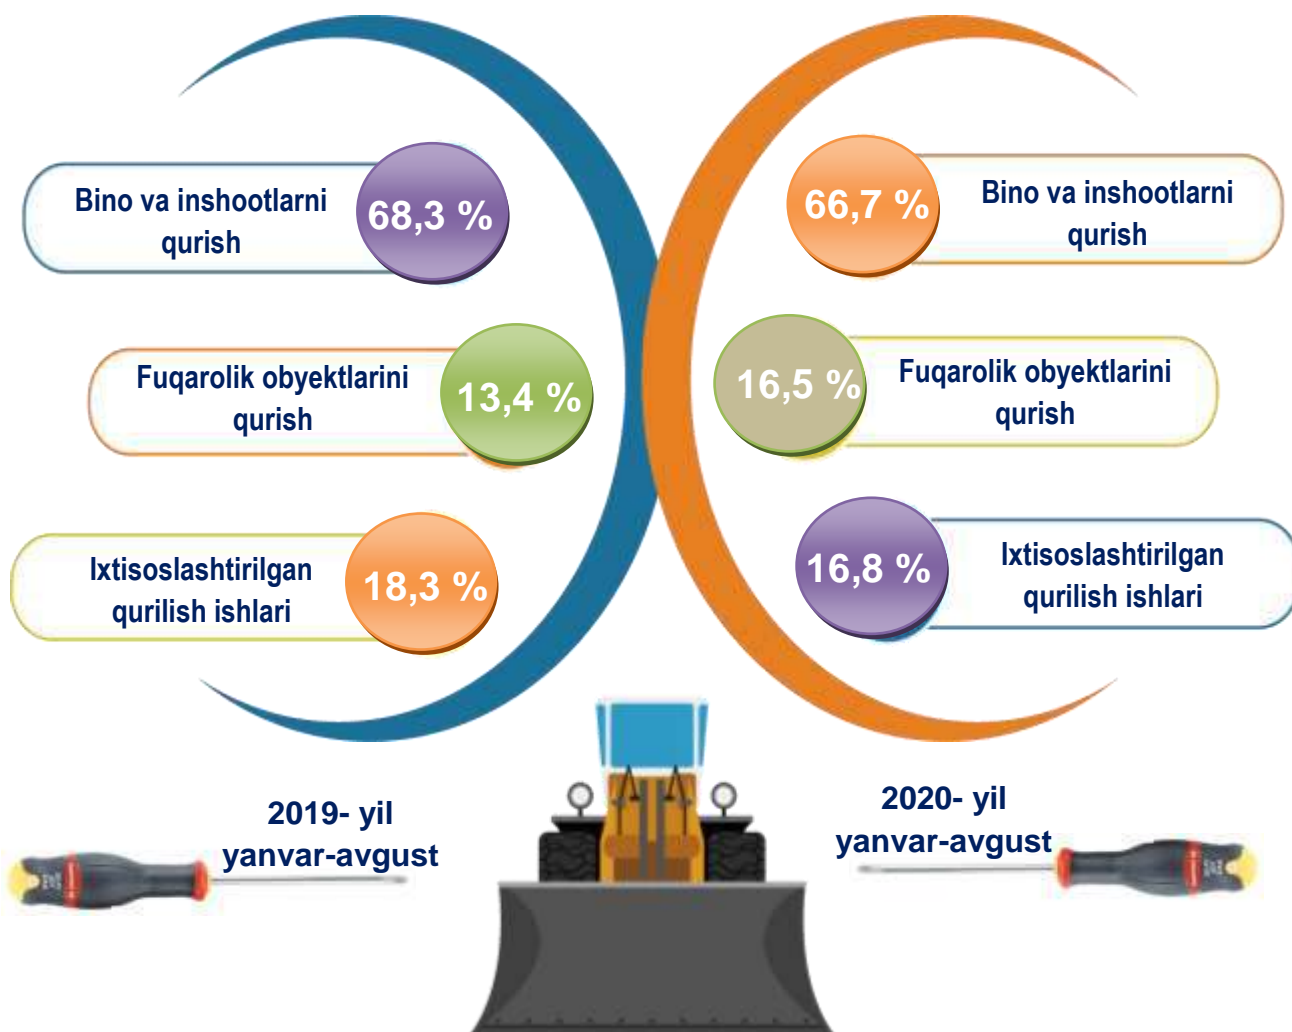 Bino va inshootlarni
qurish
68,3 %
Fuqarolik obyektlarini
qurish
13,4 %
Ixtisoslashtirilgan
qurilish ishlari
18,3 %
2019- yil
yanvar-avgust
66,7 %
Bino va inshootlarni
qurish
16,5 %
Fuqarolik obyektlarini
qurish
16,8 %
Ixtisoslashtirilgan
qurilish ishlari
2020- yil
yanvar-avgust